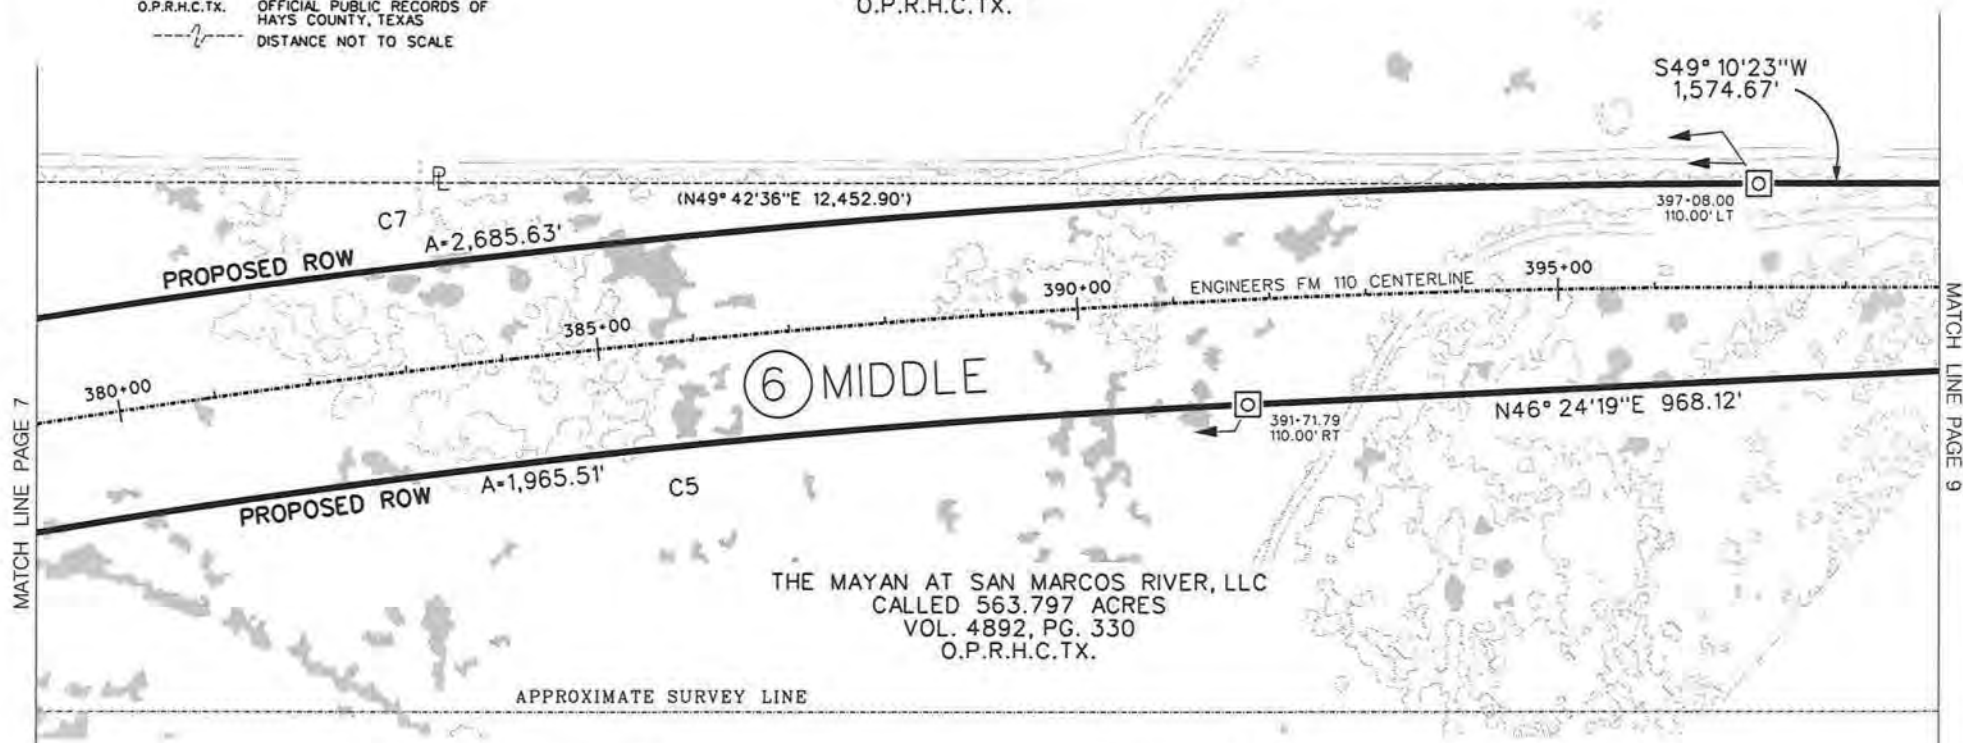 O.P.R.H.C.TX. OFFICIAL PUBLIC RECORDS OF
HAYS COUNTY, TEXAS
DISTANCE NOT TO SCALE
O.P.R.H.C.TX.
S49°10'23"W
1,574.67'
PL
(N49°42'36"E 12,452.90')
C7
A=2,685.63'
PROPOSED ROW
397+08.00
110.00' LT
380+00
385+00
390+00
ENGINEERS FM 110 CENTERLINE
395+00
6 MIDDLE
391+71.79
110.00' RT
N46°24'19"E 968.12'
PROPOSED ROW
A=1,965.51'
C5
MATCH LINE PAGE 7
MATCH LINE PAGE 9
THE MAYAN AT SAN MARCOS RIVER, LLC
CALLED 563.797 ACRES
VOL. 4892, PG. 330
O.P.R.H.C.TX.
APPROXIMATE SURVEY LINE